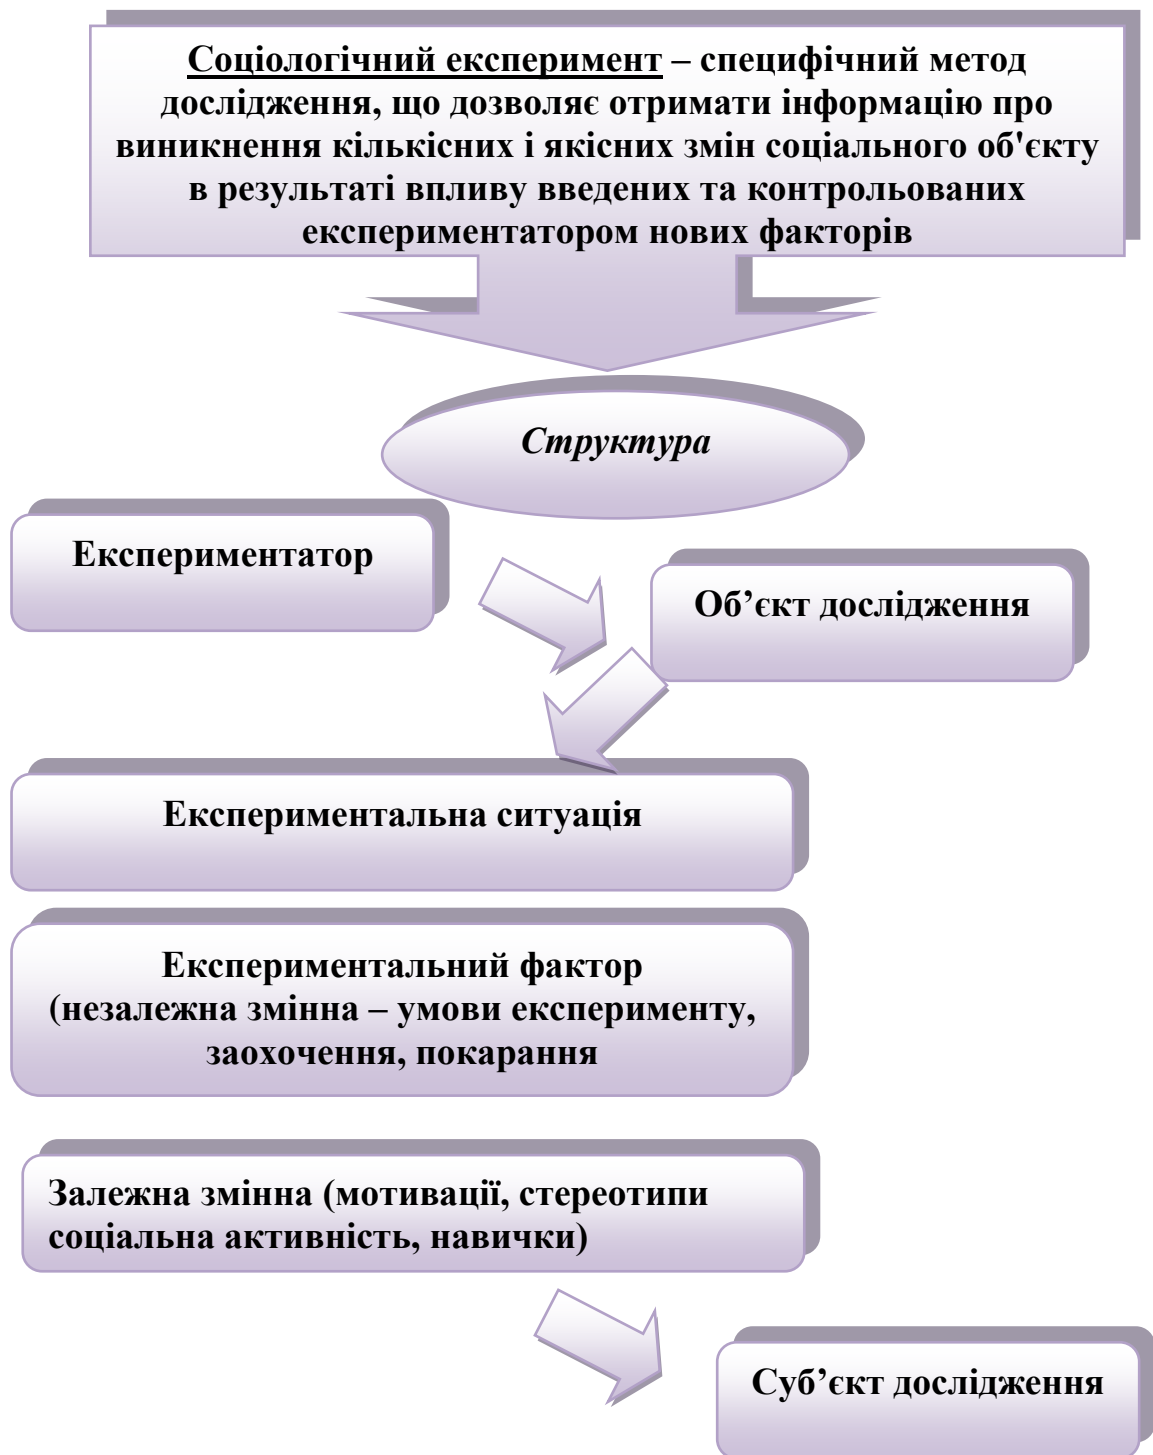 Соціологічний експеримент – специфічний метод
дослідження, що дозволяє отримати інформацію про
виникнення кількісних і якісних змін соціального об'єкту
в результаті впливу введених та контрольованих
експериментатором нових факторів
Структура
Експериментатор
Об’єкт дослідження
Експериментальна ситуація
Експериментальний фактор
(незалежна змінна – умови експерименту,
заохочення, покарання
Залежна змінна (мотивації, стереотипи
соціальна активність, навички)
Суб’єкт дослідження